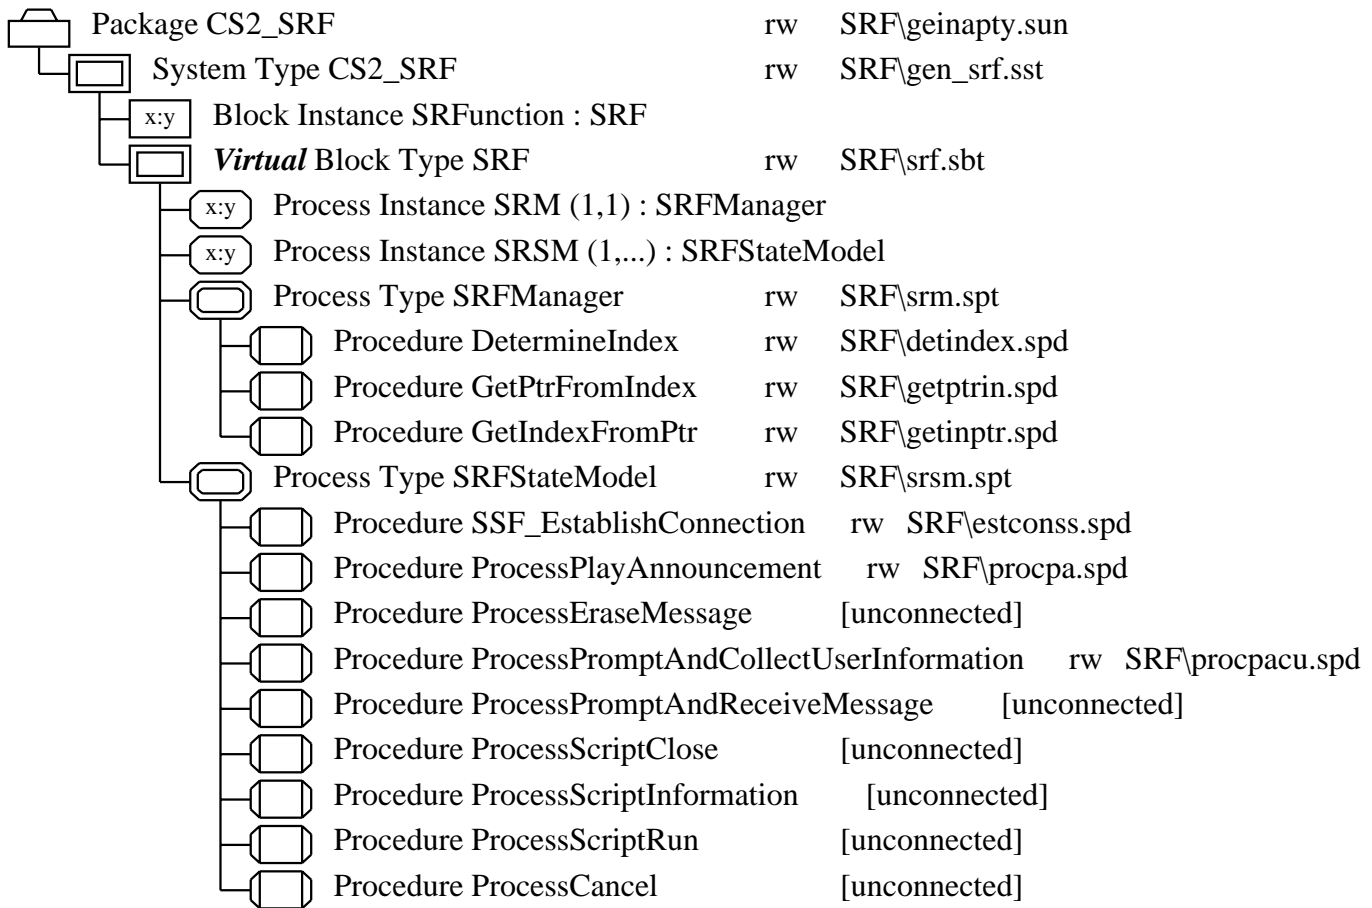 Package CS2_SRF rw SRF\geinapty.sun
System Type CS2_SRF rw SRF\gen_srf.sst
x:y Block Instance SRFunction : SRF
Virtual Block Type SRF rw SRF\srf.sbt
x:y Process Instance SRM (1,1) : SRFManager
x:y Process Instance SRSM (1,...) : SRFStateModel
Process Type SRFManager rw SRF\srm.spt
Procedure DetermineIndex rw SRF\detindex.spd
Procedure GetPtrFromIndex rw SRF\getptrin.spd
Procedure GetIndexFromPtr rw SRF\getinptr.spd
Process Type SRFStateModel rw SRF\srsm.spt
Procedure SSF_EstablishConnection rw SRF\estconss.spd
Procedure ProcessPlayAnnouncement rw SRF\procpa.spd
Procedure ProcessEraseMessage [unconnected]
Procedure ProcessPromptAndCollectUserInformation rw SRF\procpacu.spd
Procedure ProcessPromptAndReceiveMessage [unconnected]
Procedure ProcessScriptClose [unconnected]
Procedure ProcessScriptInformation [unconnected]
Procedure ProcessScriptRun [unconnected]
Procedure ProcessCancel [unconnected]